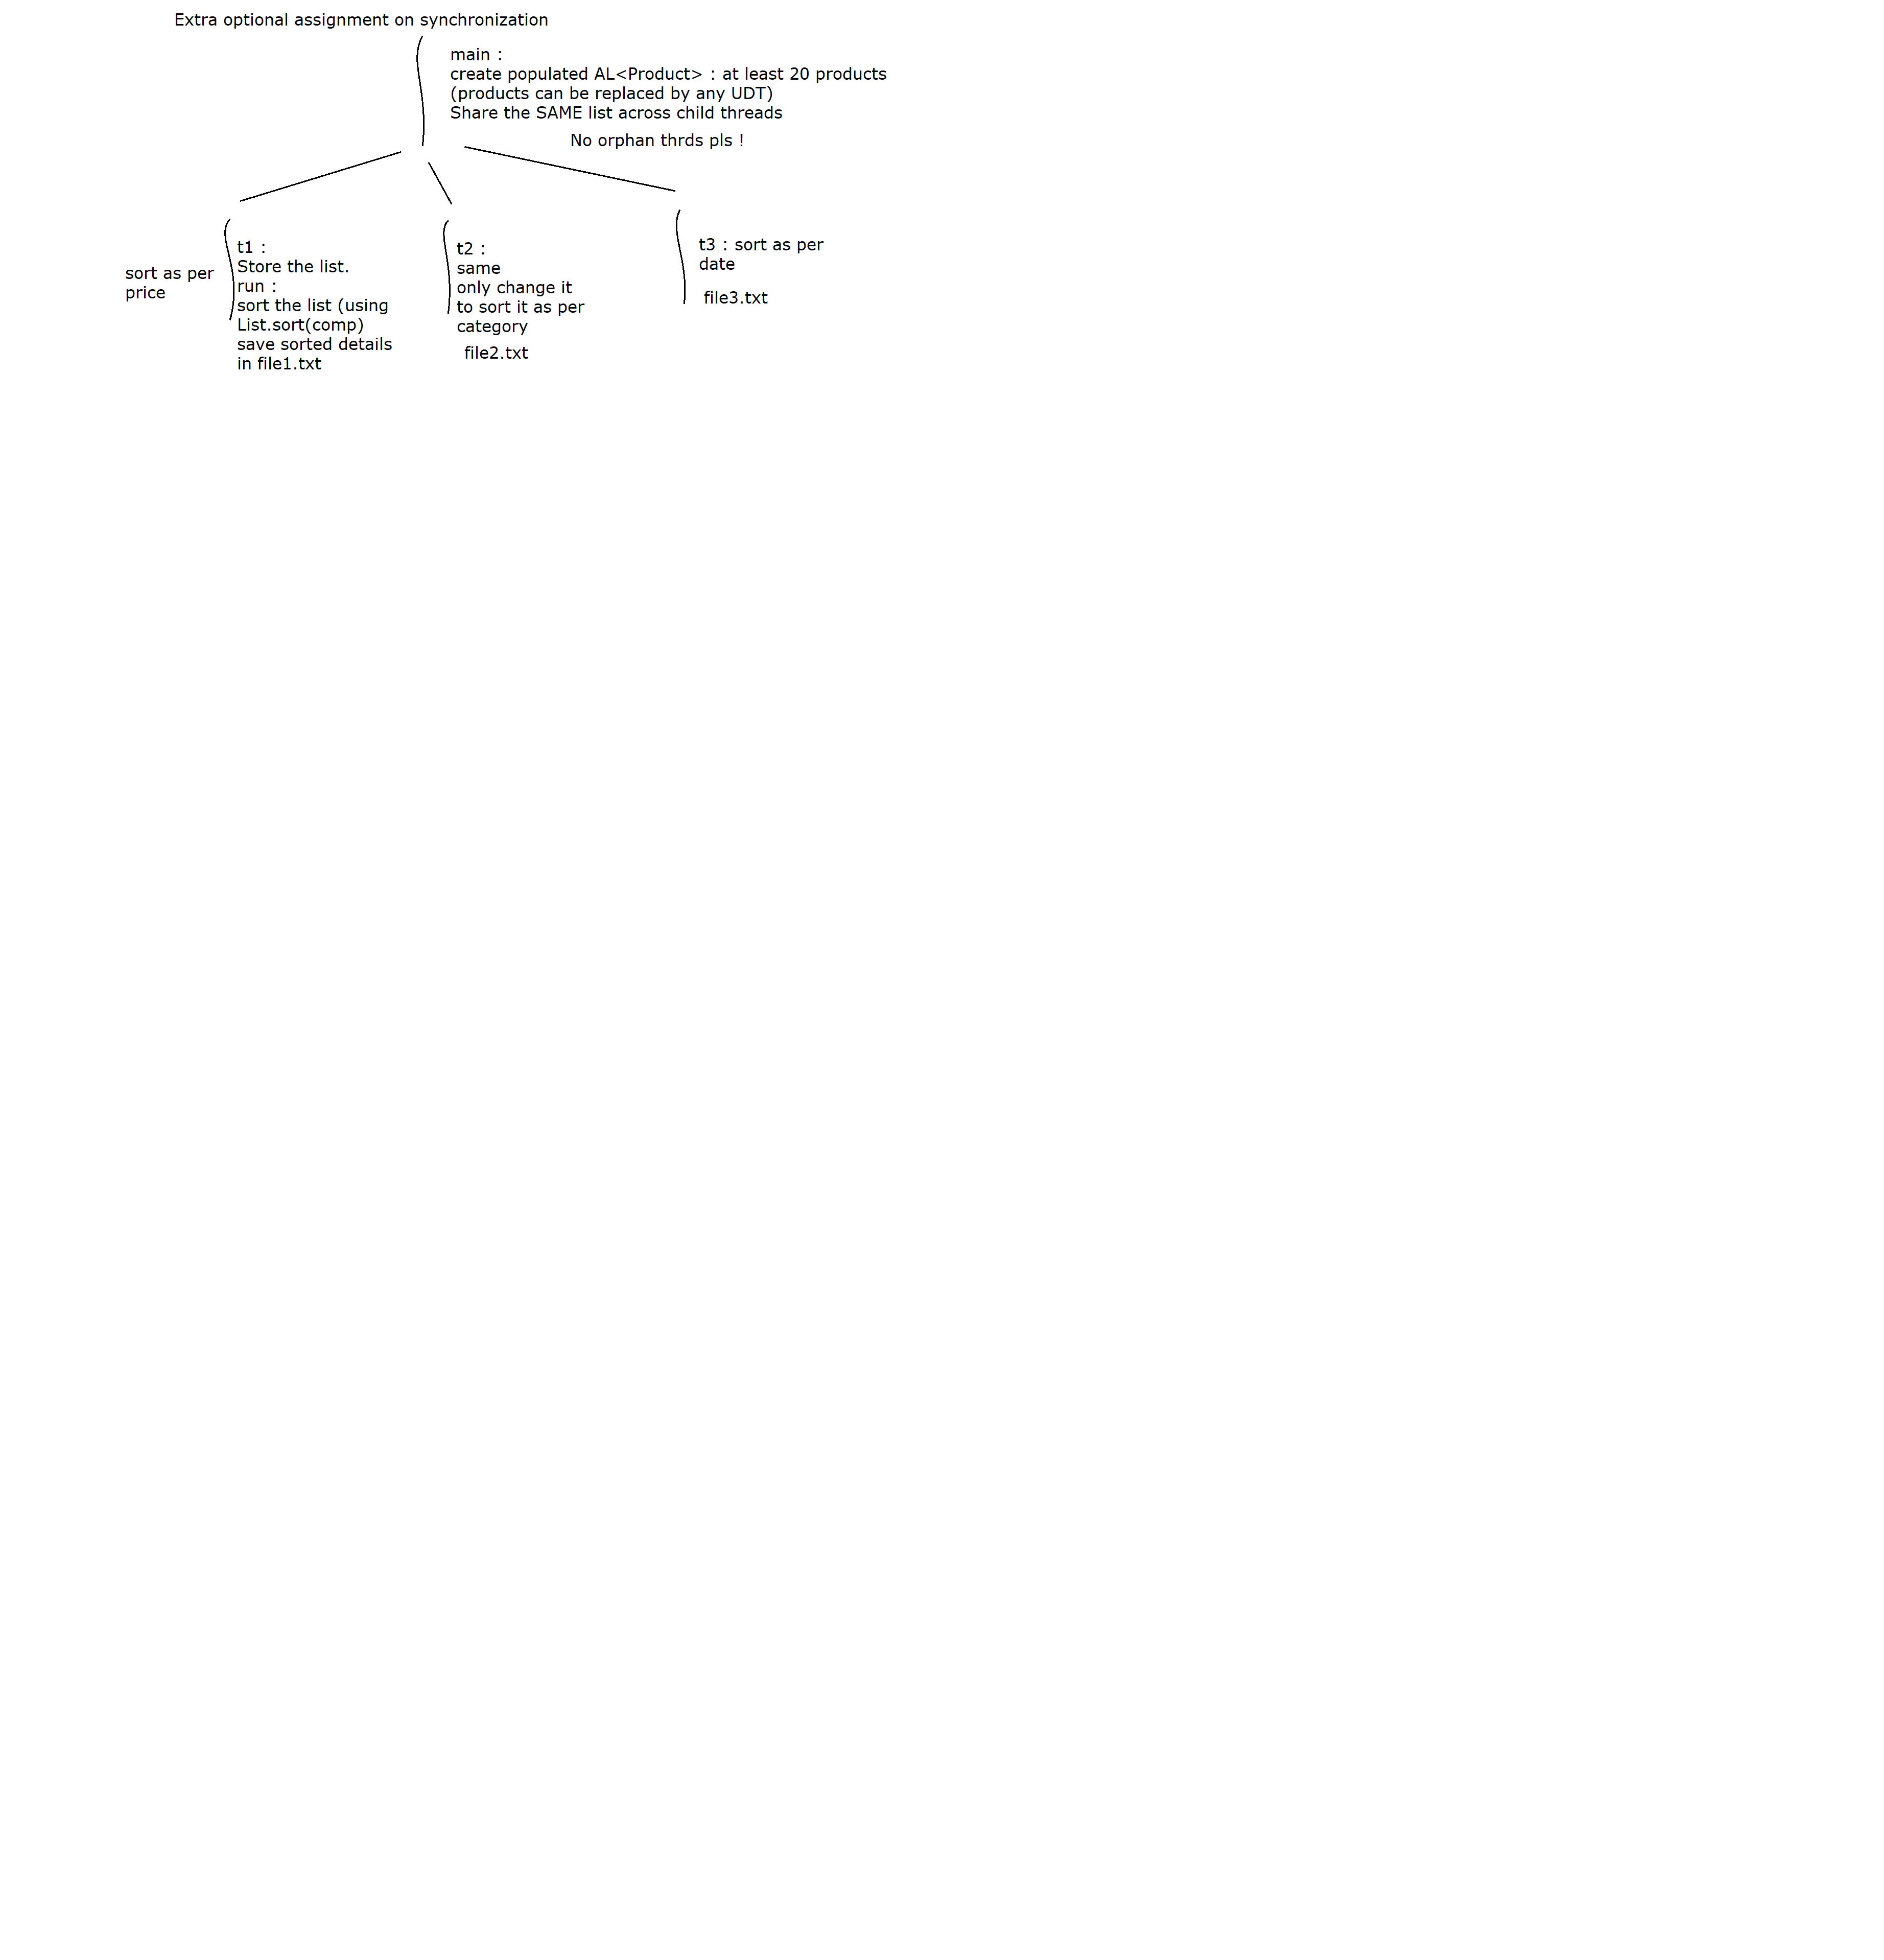 Extra optional assignment on synchronization
main :
create populated AL<Product> : at least 20 products
(products can be replaced by any UDT)
Share the SAME list across child threads
No orphan thrds pls !
sort as per
price
t1 :
Store the list.
run :
sort the list (using
List.sort(comp)
save sorted details
in file1.txt
t2 :
same
only change it
to sort it as per
category
file2.txt
t3 : sort as per
date
file3.txt